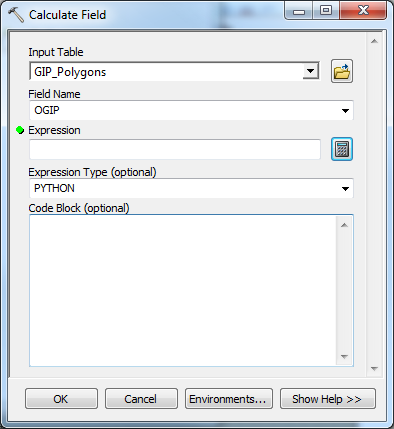 Calculate Field
Input Table
GIP_Polygons
Field Name
OGIP
Expression
Expression Type (optional)
PYTHON
Code Block (optional)
OK
Cancel
Environments...
Show Help >>